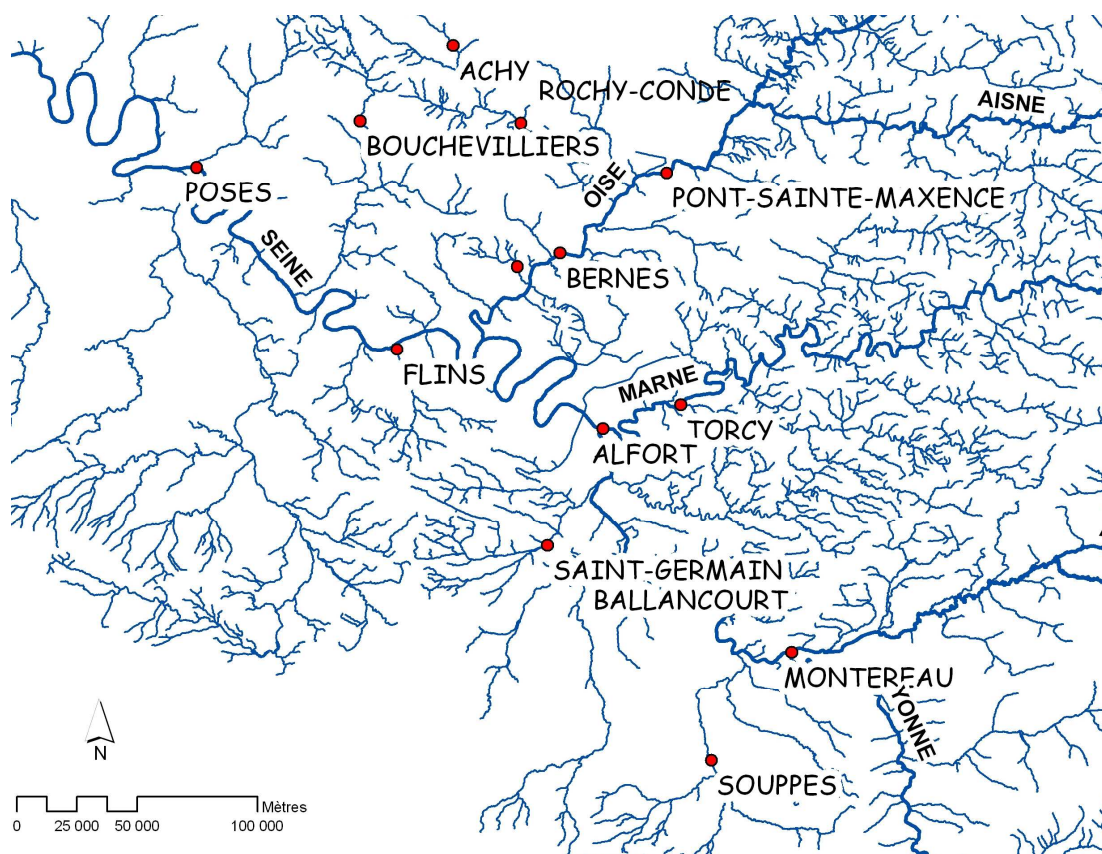 ACHY
ROCHY-CONDE
AISNE
BOUCHEVILLIERS
OISE
POSES
PONT-SAINTE-MAXENCE
SEINE
BERNES
FLINS
MARNE
TORCY
ALFORT
SAINT-GERMAIN
BALLANCOURT
MONTEREAU
YONNE
N
SOUPPES
Mètres
0 25 000 50 000 100 000